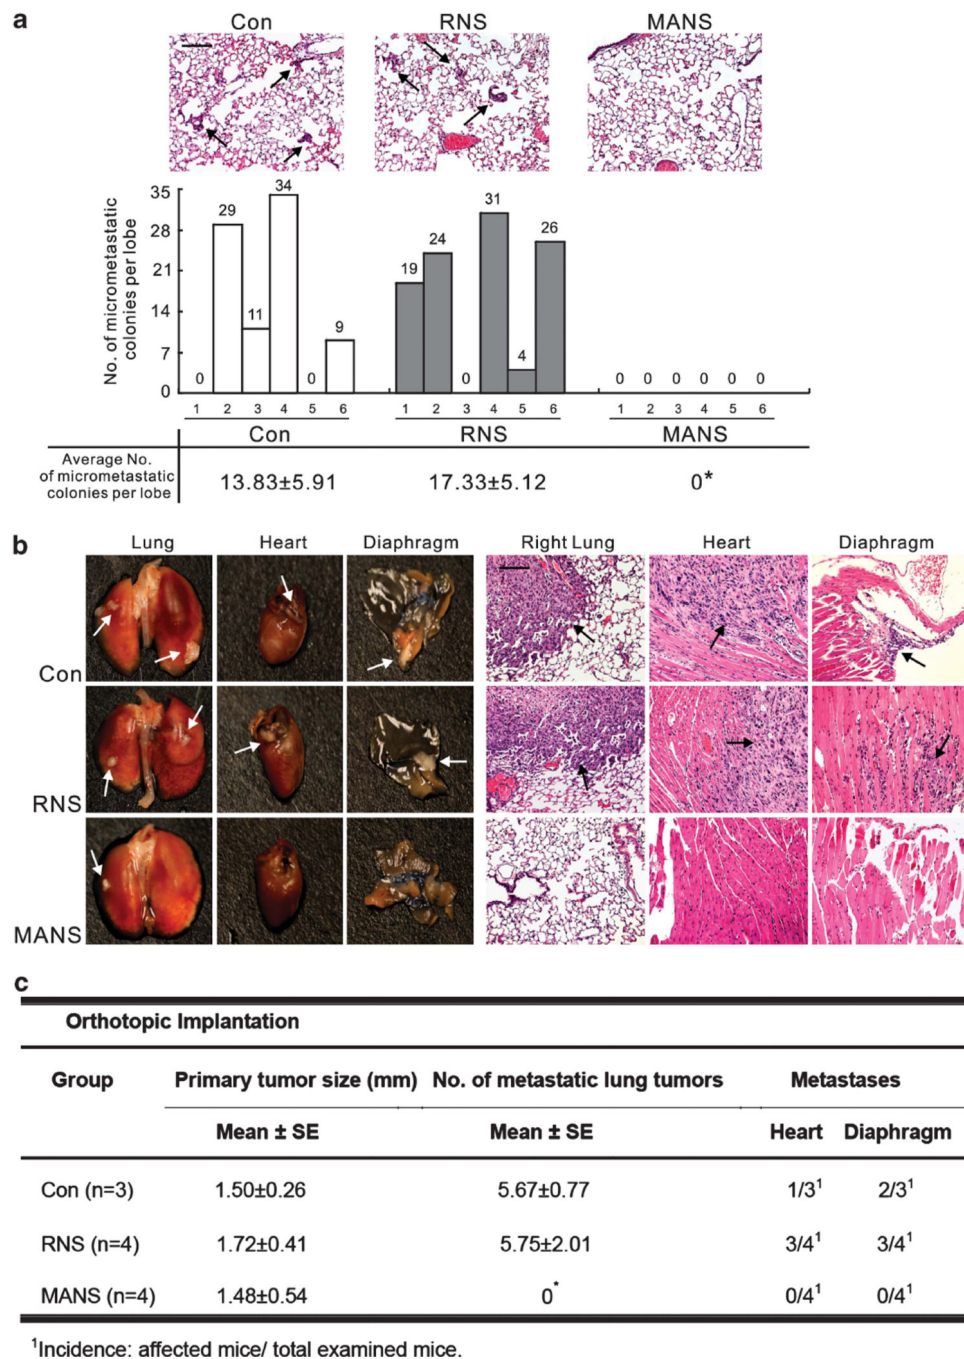 a
Con RNS MANS
No. of micrometastatic
colonies per lobe
35
28
21
14
7
0
0 29 11 34 0 9 19 24 0 31 4 26 0 0 0 0 0 0
1 2 3 4 5 6 1 2 3 4 5 6 1 2 3 4 5 6
Con RNS MANS
Average No.
of micrometastatic
colonies per lobe
13.83±5.91 17.33±5.12 0*
b
Lung Heart Diaphragm Right Lung Heart Diaphragm
Con
RNS
MANS
c
Orthotopic Implantation
Group Primary tumor size (mm) No. of metastatic lung tumors Metastases
Mean ± SE Mean ± SE Heart Diaphragm
Con (n=3) 1.50±0.26 5.67±0.77 1/3¹ 2/3¹
RNS (n=4) 1.72±0.41 5.75±2.01 3/4¹ 3/4¹
MANS (n=4) 1.48±0.54 0* 0/4¹ 0/4¹
¹Incidence: affected mice/ total examined mice.